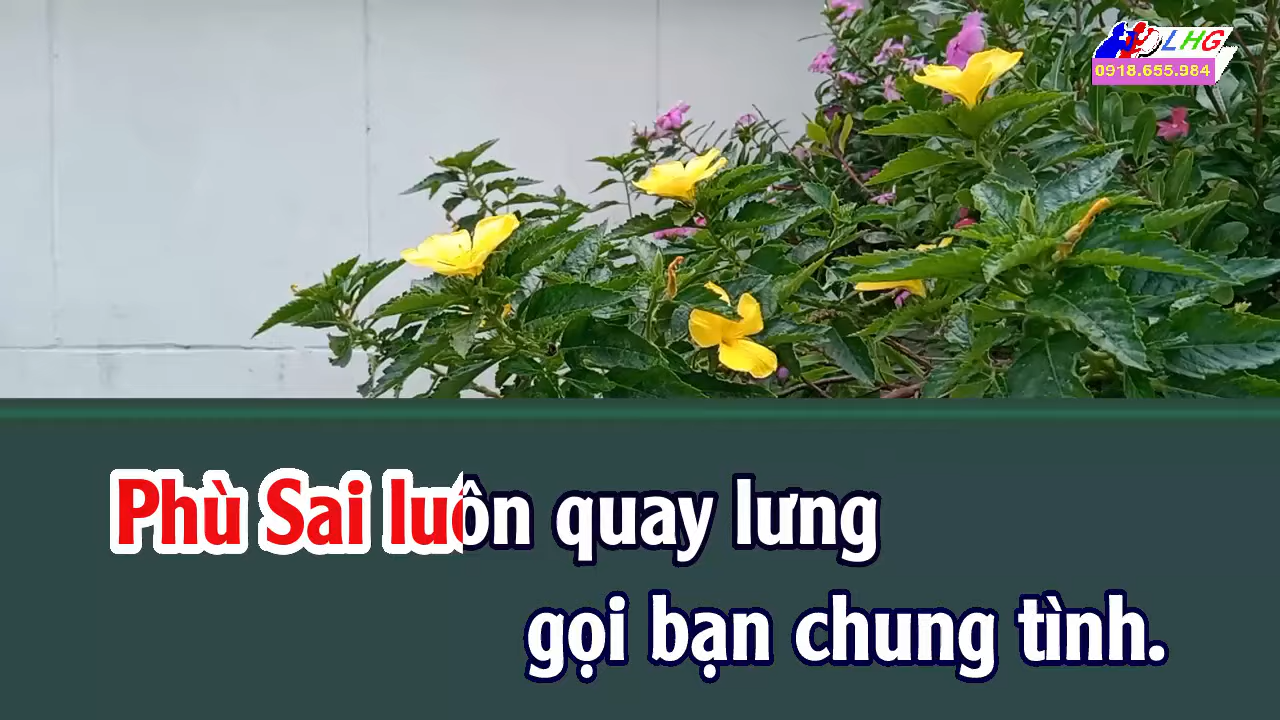 LHG
0918.655.984
Phù Sai luôn quay lưng
gọi bạn chung tình.